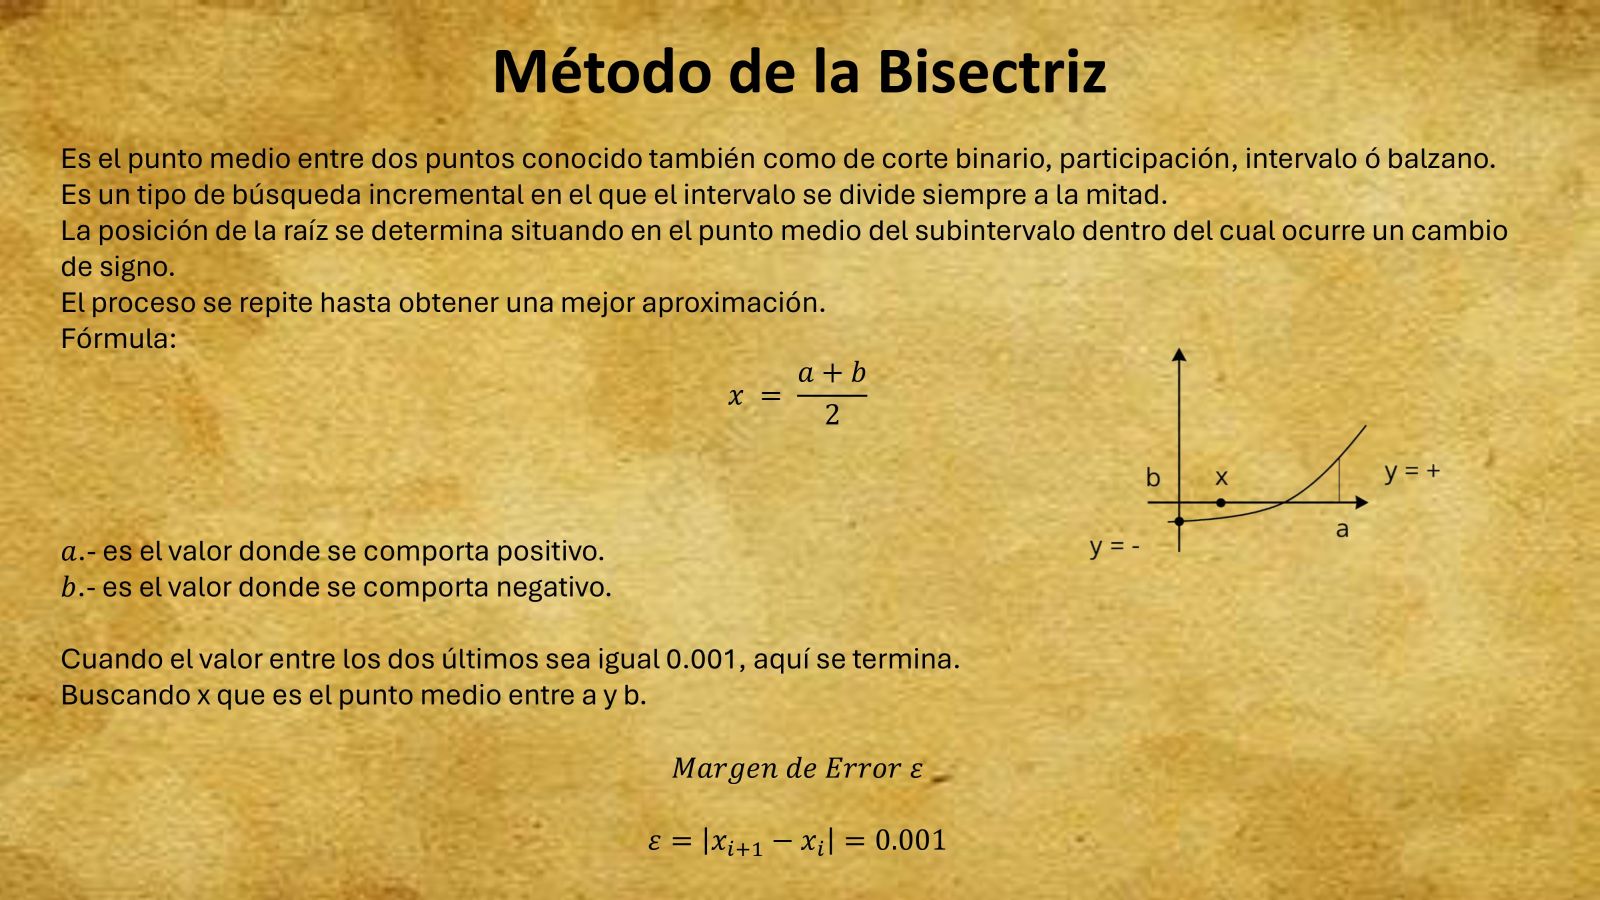 Método de la Bisectriz
Es el punto medio entre dos puntos conocido también como de corte binario, participación, intervalo ó balzano.
Es un tipo de búsqueda incremental en el que el intervalo se divide siempre a la mitad.
La posición de la raíz se determina situando en el punto medio del subintervalo dentro del cual ocurre un cambio
de signo.
El proceso se repite hasta obtener una mejor aproximación.
Fórmula:
x = (a + b) / 2
b x y = +
a
y = -
a.- es el valor donde se comporta positivo.
b.- es el valor donde se comporta negativo.
Cuando el valor entre los dos últimos sea igual 0.001, aquí se termina.
Buscando x que es el punto medio entre a y b.
Margen de Error ε
ε = |x_{i+1} − x_i| = 0.001